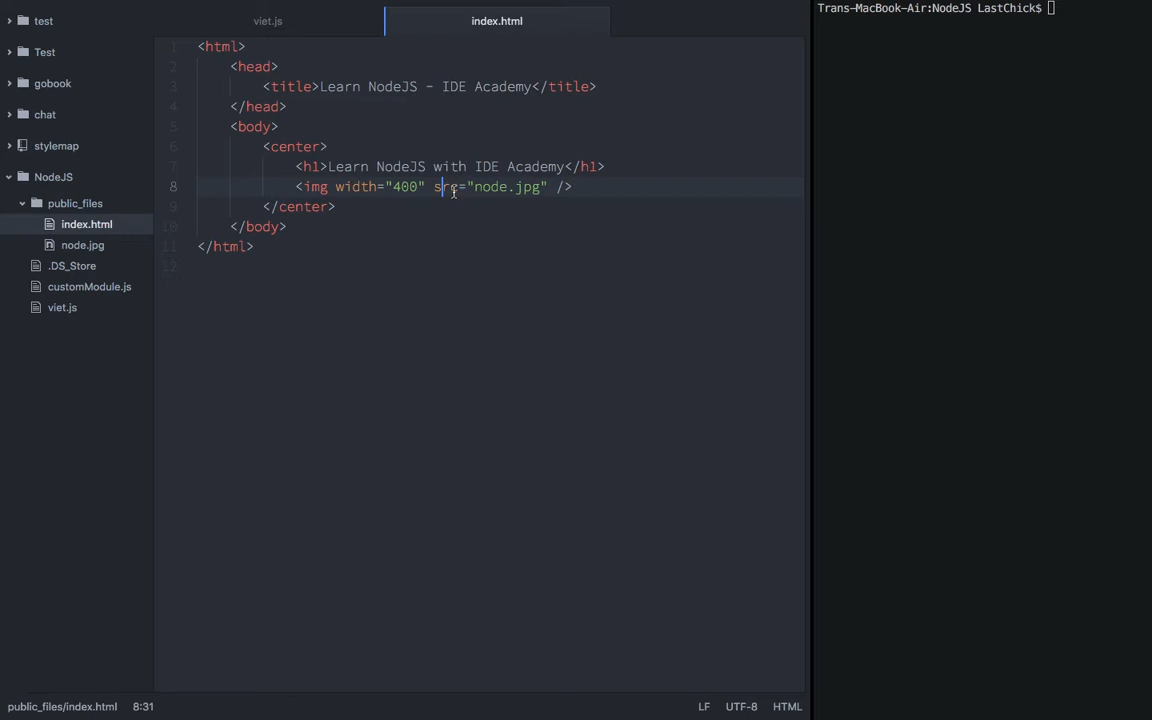 test
Test
gobook
chat
stylemap
NodeJS
public_files
index.html
node.jpg
.DS_Store
customModule.js
viet.js
viet.js
index.html
1 <html>
2 <head>
3 <title>Learn NodeJS - IDE Academy</title>
4 </head>
5 <body>
6 <center>
7 <h1>Learn NodeJS with IDE Academy</h1>
8 <img width="400" src="node.jpg" />
9 </center>
10 </body>
11 </html>
12
public_files/index.html 8:31
LF UTF-8 HTML
Trans-MacBook-Air:NodeJS LastChick$